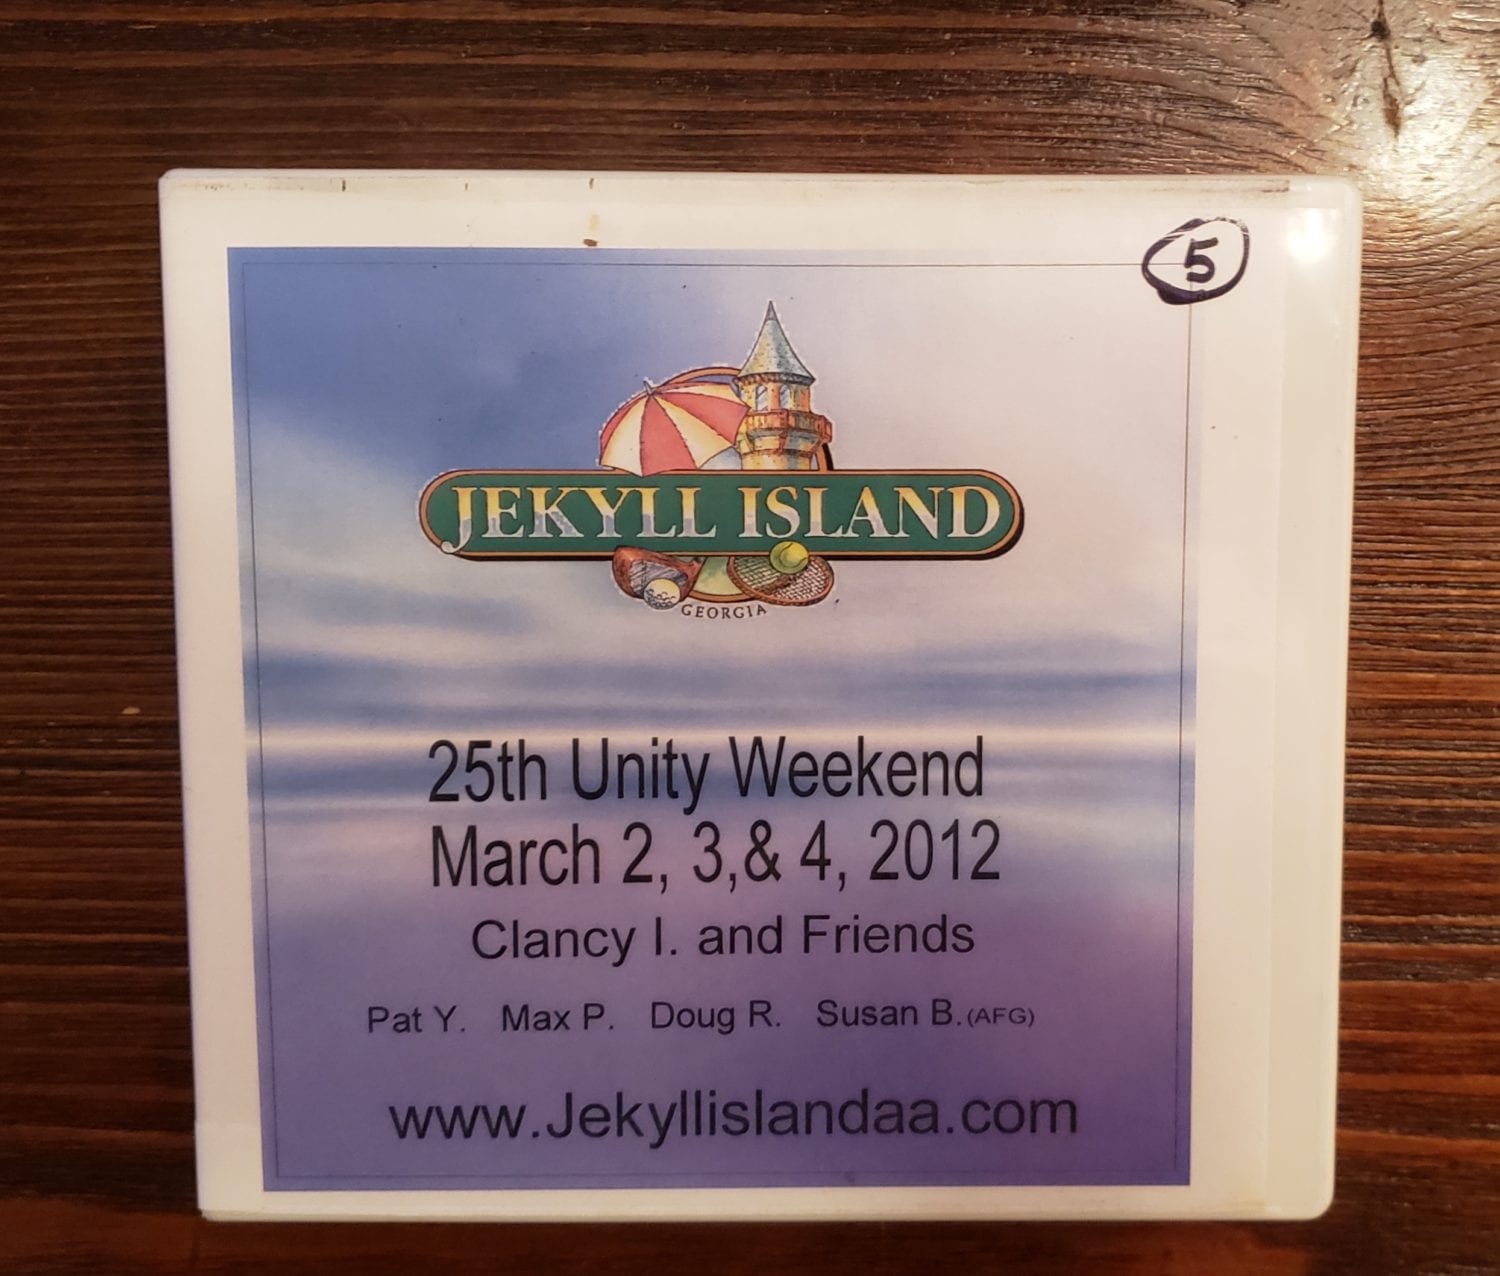 5
JEKYLL ISLAND
GEORGIA
25th Unity Weekend
March 2, 3,& 4, 2012
Clancy I. and Friends
Pat Y. Max P. Doug R. Susan B.(AFG)
www.Jekyllislandaa.com